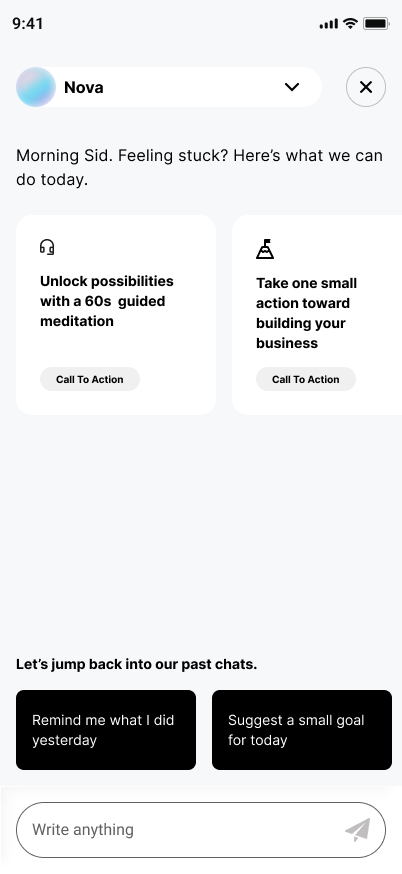 9:41
Nova
Morning Sid. Feeling stuck? Here’s what we can
do today.
Unlock possibilities
with a 60s  guided
meditation
Call To Action
Take one small
action toward
building your
business
Call To Action
Let’s jump back into our past chats.
Remind me what I did
yesterday
Suggest a small goal
for today
Write anything